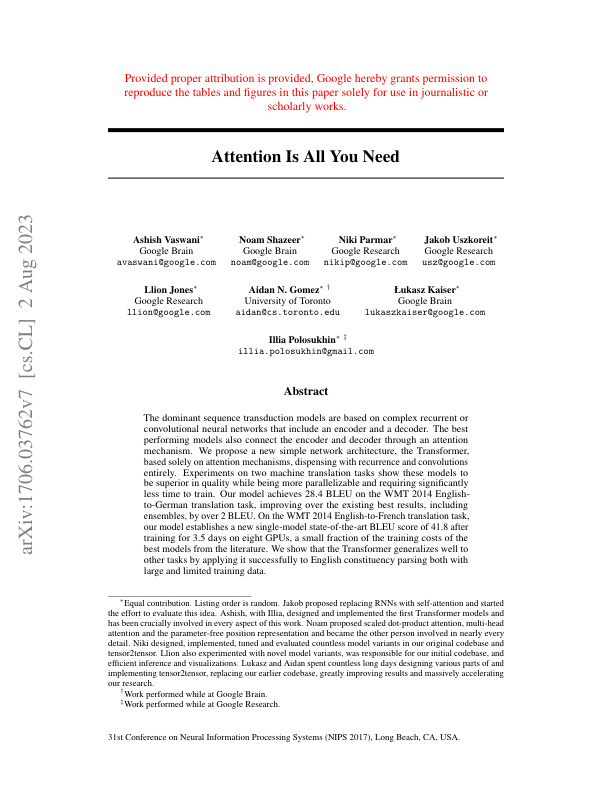 Provided proper attribution is provided, Google hereby grants permission to
reproduce the tables and figures in this paper solely for use in journalistic or
scholarly works.
Attention Is All You Need
Ashish Vaswani* Noam Shazeer* Niki Parmar* Jakob Uszkoreit*
Google Brain Google Brain Google Research Google Research
avaswani@google.com noam@google.com nikip@google.com usz@google.com
Llion Jones* Aidan N. Gomez* † Łukasz Kaiser*
Google Research University of Toronto Google Brain
llion@google.com aidan@cs.toronto.edu lukaszkaiser@google.com
Illia Polosukhin* ‡
illia.polosukhin@gmail.com
Abstract
The dominant sequence transduction models are based on complex recurrent or
convolutional neural networks that include an encoder and a decoder. The best
performing models also connect the encoder and decoder through an attention
mechanism. We propose a new simple network architecture, the Transformer,
based solely on attention mechanisms, dispensing with recurrence and convolutions
entirely. Experiments on two machine translation tasks show these models to
be superior in quality while being more parallelizable and requiring significantly
less time to train. Our model achieves 28.4 BLEU on the WMT 2014 English-
to-German translation task, improving over the existing best results, including
ensembles, by over 2 BLEU. On the WMT 2014 English-to-French translation task,
our model establishes a new single-model state-of-the-art BLEU score of 41.8 after
training for 3.5 days on eight GPUs, a small fraction of the training costs of the
best models from the literature. We show that the Transformer generalizes well to
other tasks by applying it successfully to English constituency parsing both with
large and limited training data.
*Equal contribution. Listing order is random. Jakob proposed replacing RNNs with self-attention and started
the effort to evaluate this idea. Ashish, with Illia, designed and implemented the first Transformer models and
has been crucially involved in every aspect of this work. Noam proposed scaled dot-product attention, multi-head
attention and the parameter-free position representation and became the other person involved in nearly every
detail. Niki designed, implemented, tuned and evaluated countless model variants in our original codebase and
tensor2tensor. Llion also experimented with novel model variants, was responsible for our initial codebase, and
efficient inference and visualizations. Lukasz and Aidan spent countless long days designing various parts of and
implementing tensor2tensor, replacing our earlier codebase, greatly improving results and massively accelerating
our research.
†Work performed while at Google Brain.
‡Work performed while at Google Research.
31st Conference on Neural Information Processing Systems (NIPS 2017), Long Beach, CA, USA.
arXiv:1706.03762v7 [cs.CL] 2 Aug 2023